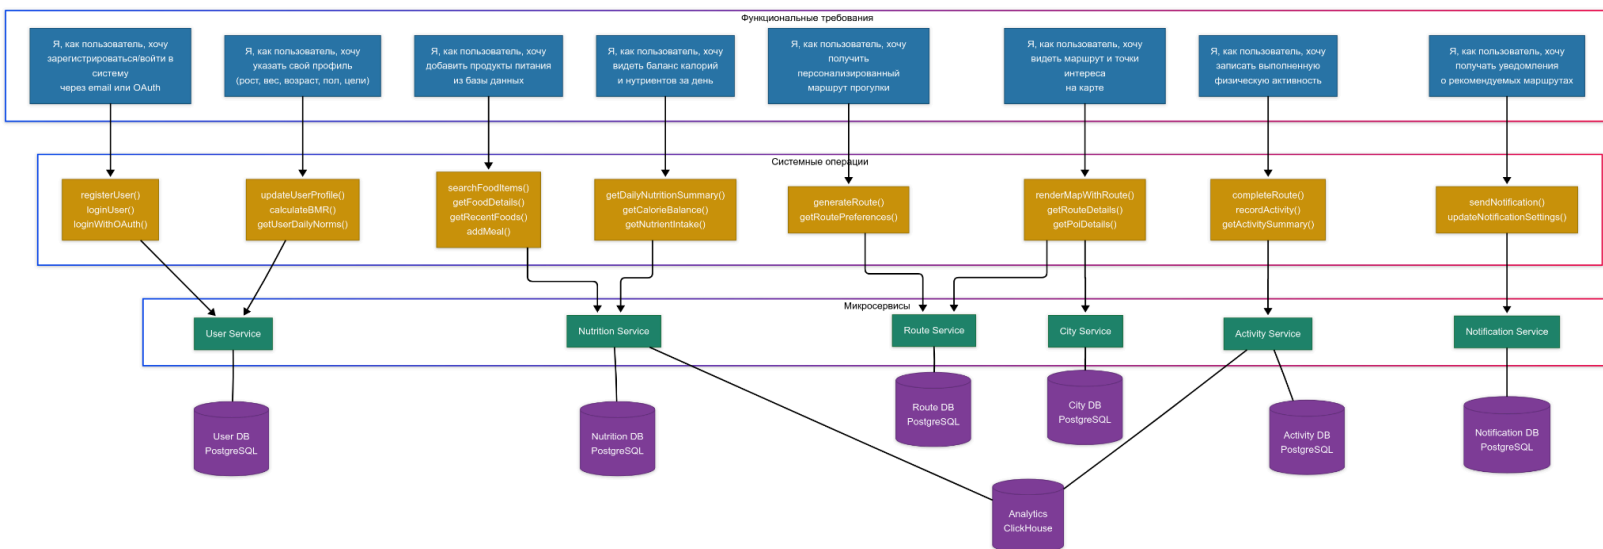 Функциональные требования
Я, как пользователь, хочу
зарегистрироваться/войти в
систему
через email или OAuth
Я, как пользователь, хочу
указать свой профиль
(рост, вес, возраст, пол, цели)
Я, как пользователь, хочу
добавить продукты питания
из базы данных
Я, как пользователь, хочу
видеть баланс калорий
и нутриентов за день
Я, как пользователь, хочу
получить
персонализированный
маршрут прогулки
Я, как пользователь, хочу
видеть маршрут и точки
интереса
на карте
Я, как пользователь, хочу
записать выполненную
физическую активность
Я, как пользователь, хочу
получать уведомления
о рекомендуемых маршрутах
Системные операции
registerUser()
loginUser()
loginWithOAuth()
updateUserProfile()
calculateBMR()
getUserDailyNorms()
searchFoodItems()
getFoodDetails()
getRecentFoods()
addMeal()
getDailyNutritionSummary()
getCalorieBalance()
getNutrientIntake()
generateRoute()
getRoutePreferences()
renderMapWithRoute()
getRouteDetails()
getPoiDetails()
completeRoute()
recordActivity()
getActivitySummary()
sendNotification()
updateNotificationSettings()
Микросервисы
User Service
Nutrition Service
Route Service
City Service
Activity Service
Notification Service
User DB
PostgreSQL
Nutrition DB
PostgreSQL
Route DB
PostgreSQL
City DB
PostgreSQL
Activity DB
PostgreSQL
Notification DB
PostgreSQL
Analytics
ClickHouse